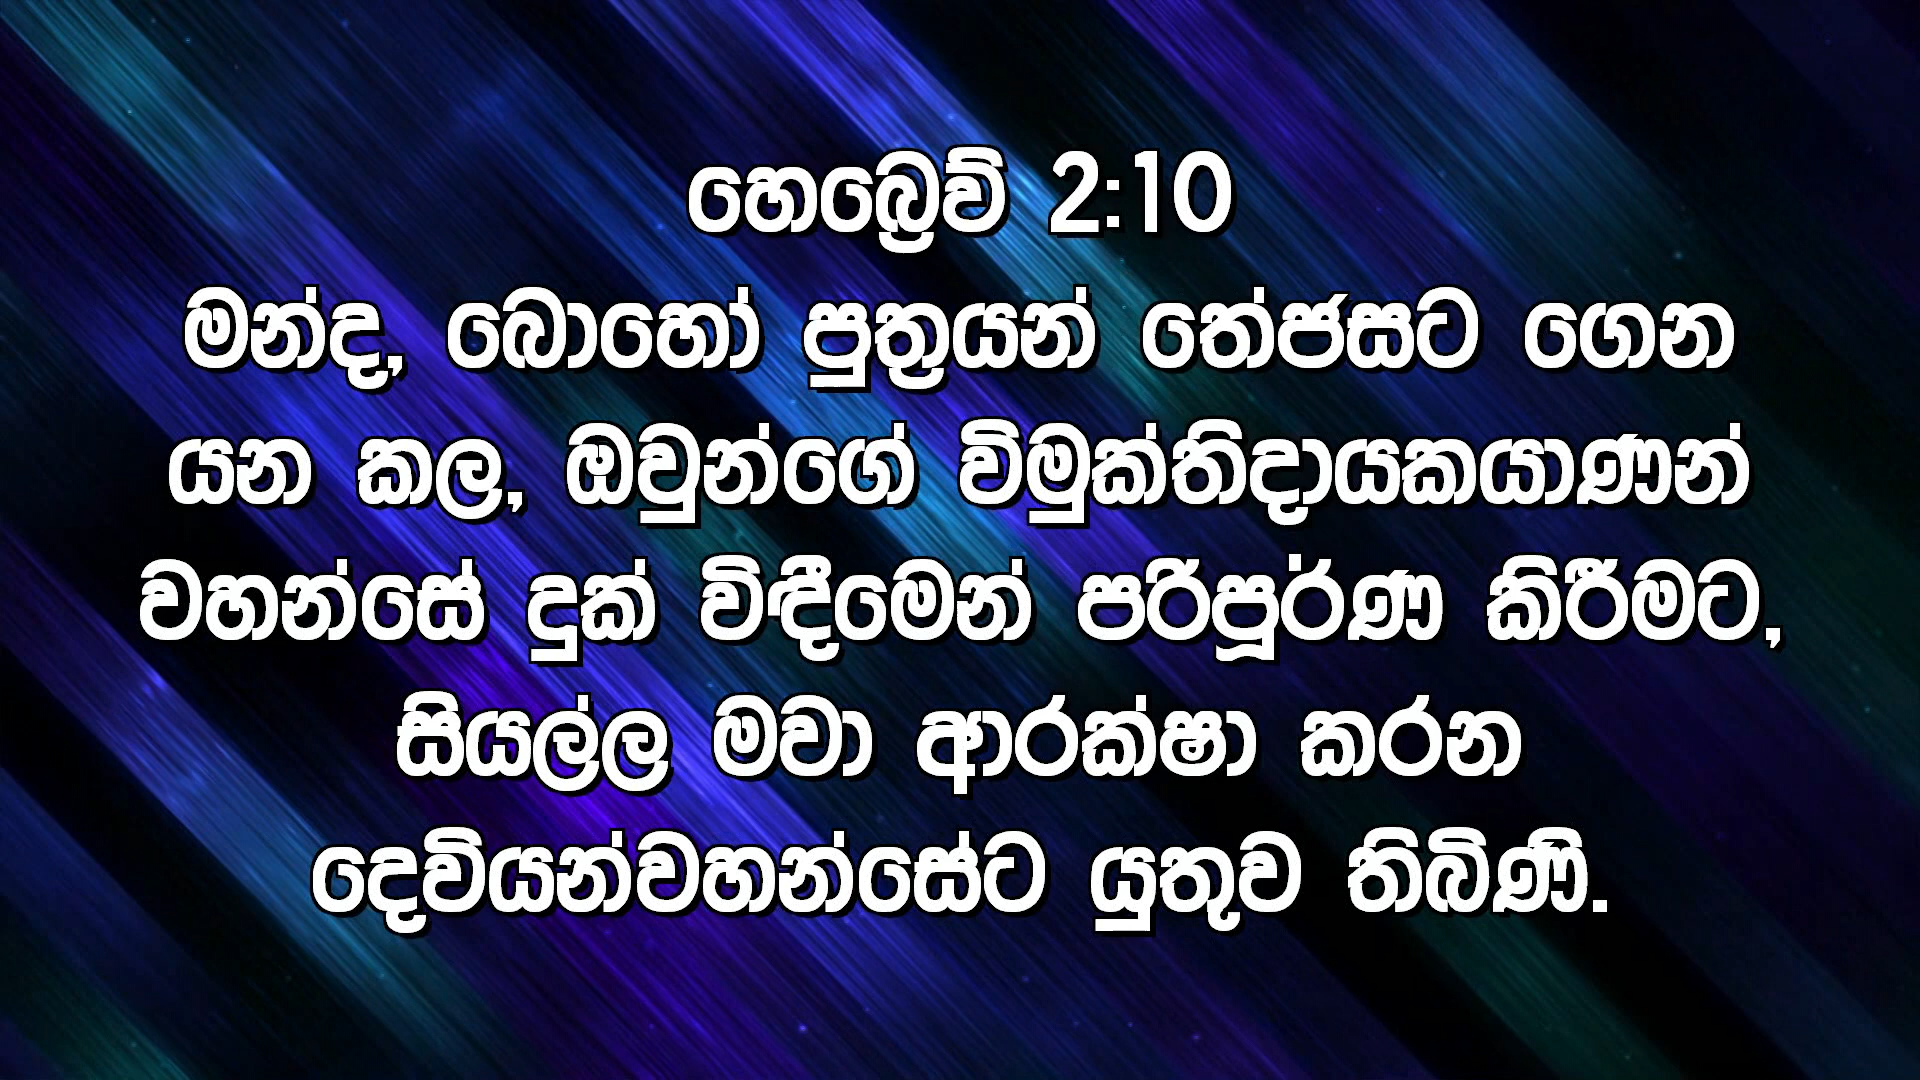 හෙබ්‍රෙව් 2:10
මන්ද, බොහෝ පුත්‍රයන් තේජසට ගෙන
යන කල, ඔවුන්ගේ විමුක්තිදායකයාණන්
වහන්සේ දුක් විඳීමෙන් පරිපූර්ණ කිරීමට,
සියල්ල මවා ආරක්ෂා කරන
දෙවියන්වහන්සේට යුතුව තිබිණි.